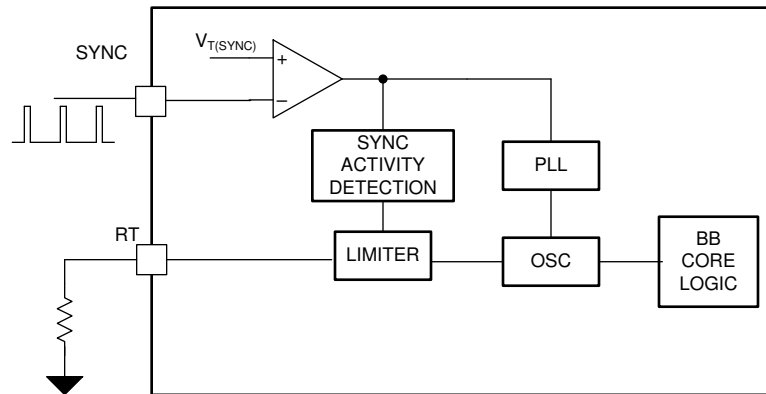 V_T(SYNC)
SYNC
+
−
SYNC
ACTIVITY
DETECTION
PLL
RT
LIMITER
OSC
BB
CORE
LOGIC